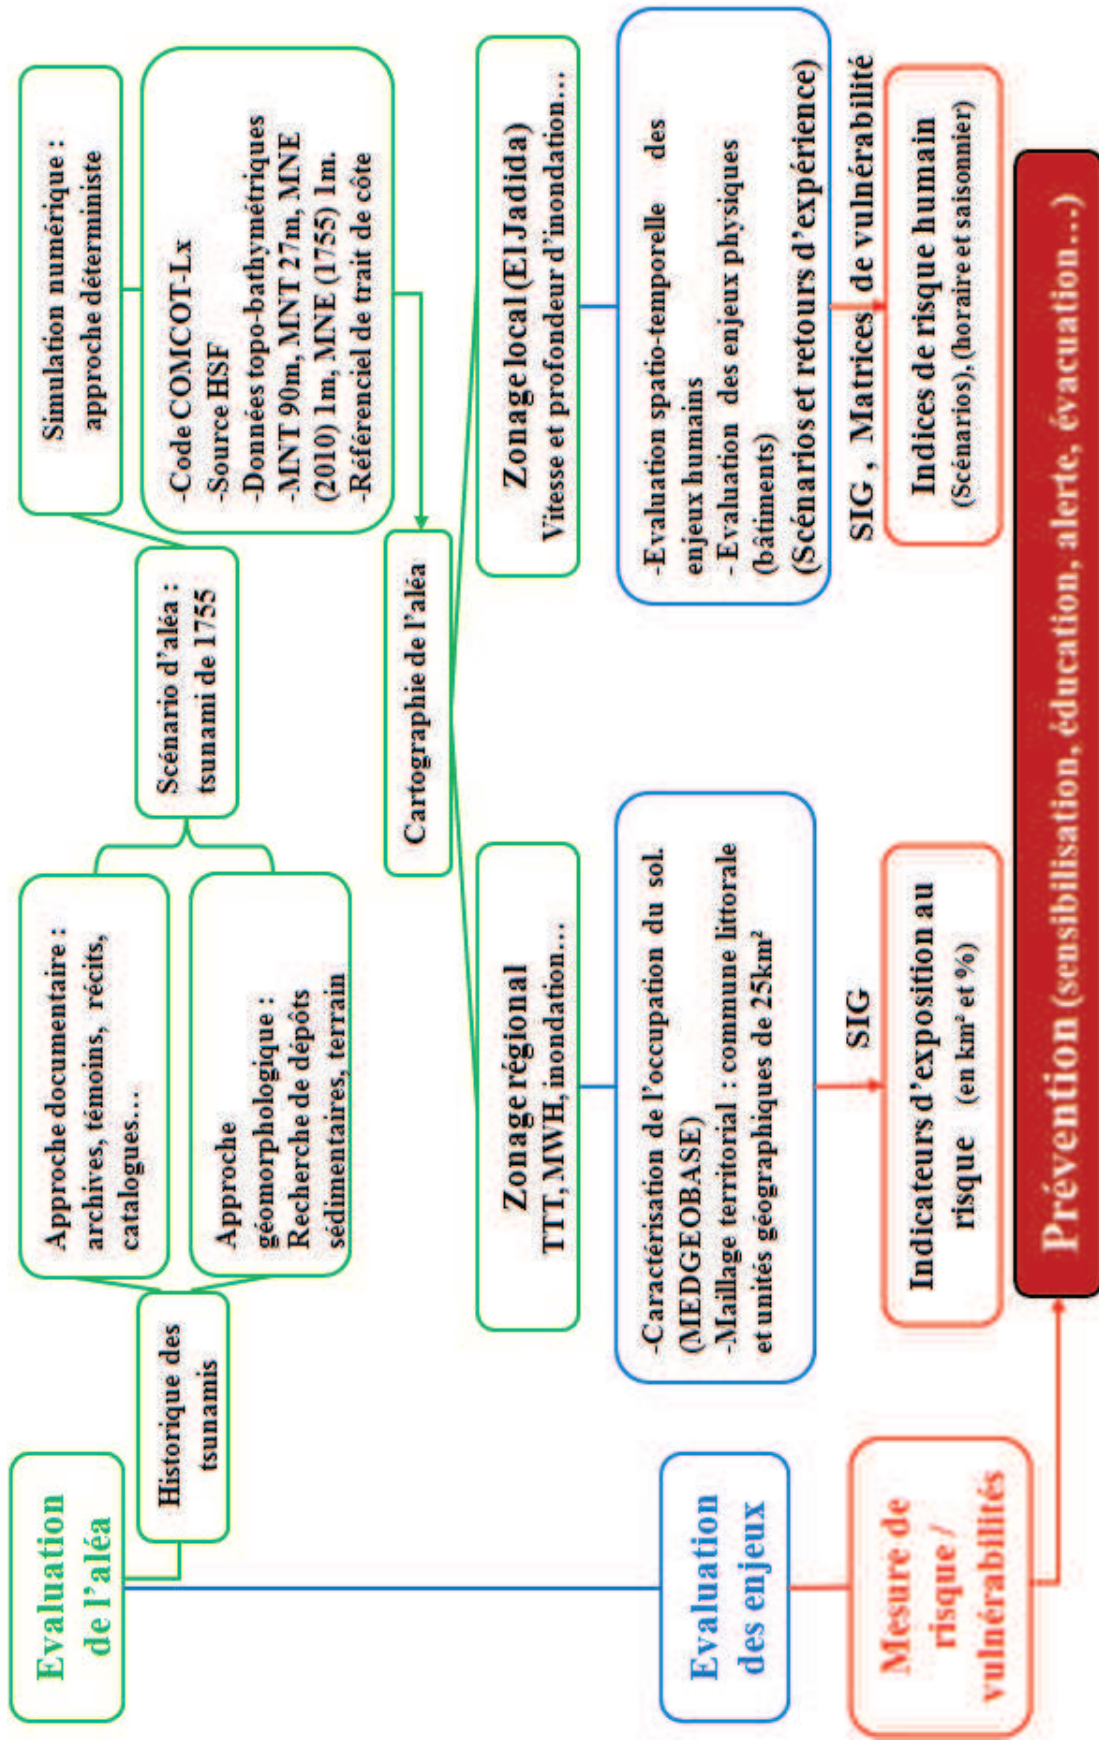 Evaluation
de l'aléa
Historique des
tsunamis
Approche documentaire :
archives, témoins, récits,
catalogues....
Approche
géomorphologique :
Recherche de dépôts
sédimentaires, terrain
Scénario d'aléa :
tsunami de 1755
Simulation numérique :
approche déterministe
-Code COMCOT-Lx
-Source HSF
-Données topo-bathymétriques
-MNT 90m, MNT 27m, MNE
(2010) 1m, MNE (1755) 1m.
-Référenciel de trait de côte
Cartographie de l'aléa
Zonage régional
TTT, MWH, inondation...
Zonage local (El Jadida)
Vitesse et profondeur d'inondation...
Evaluation
des enjeux
-Caractérisation de l'occupation du sol.
(MEDGEOBASE)
-Maillage territorial : commune littorale
et unités géographiques de 25km²
-Evaluation spatio-temporelle des
enjeux humains
-Evaluation des enjeux physiques
(bâtiments)
(Scénarios et retours d'expérience)
SIG
SIG , Matrices de vulnérabilité
Mesure de
risque /
vulnérabilités
Indicateurs d'exposition au
risque (en km² et %)
Indices de risque humain
(Scénarios), (horaire et saisonnier)
Prévention (sensibilisation, éducation, alerte, évacuation...)